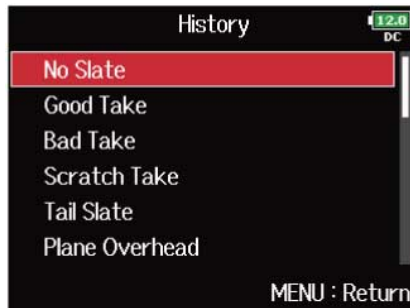 History
12.0
DC
No Slate
Good Take
Bad Take
Scratch Take
Tail Slate
Plane Overhead
MENU : Return